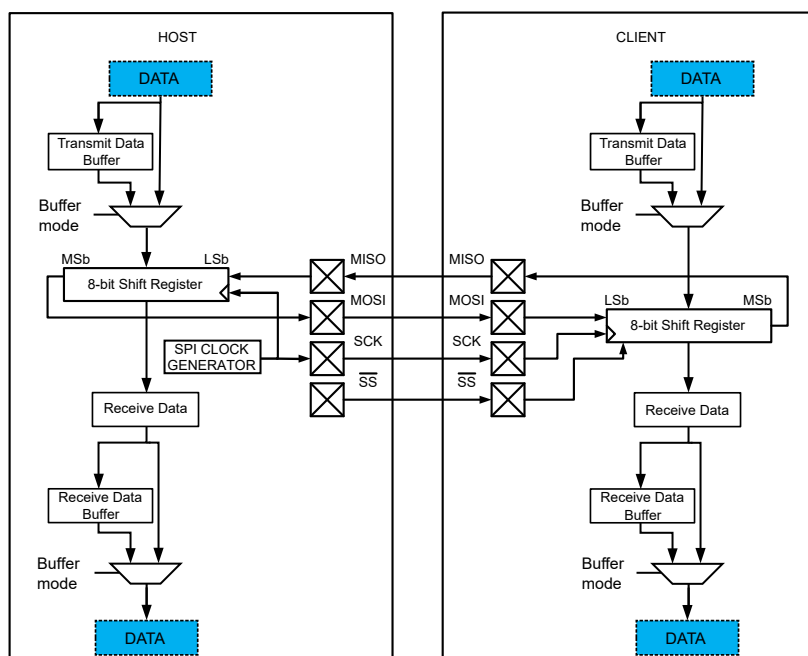 HOST
DATA
Transmit Data
Buffer
Buffer
mode
MSb
LSb
8-bit Shift Register
SPI CLOCK
GENERATOR
Receive Data
Receive Data
Buffer
Buffer
mode
DATA
MISO
MISO
MOSI
MOSI
SCK
SCK
SS
SS
CLIENT
DATA
Transmit Data
Buffer
Buffer
mode
LSb
MSb
8-bit Shift Register
Receive Data
Receive Data
Buffer
Buffer
mode
DATA